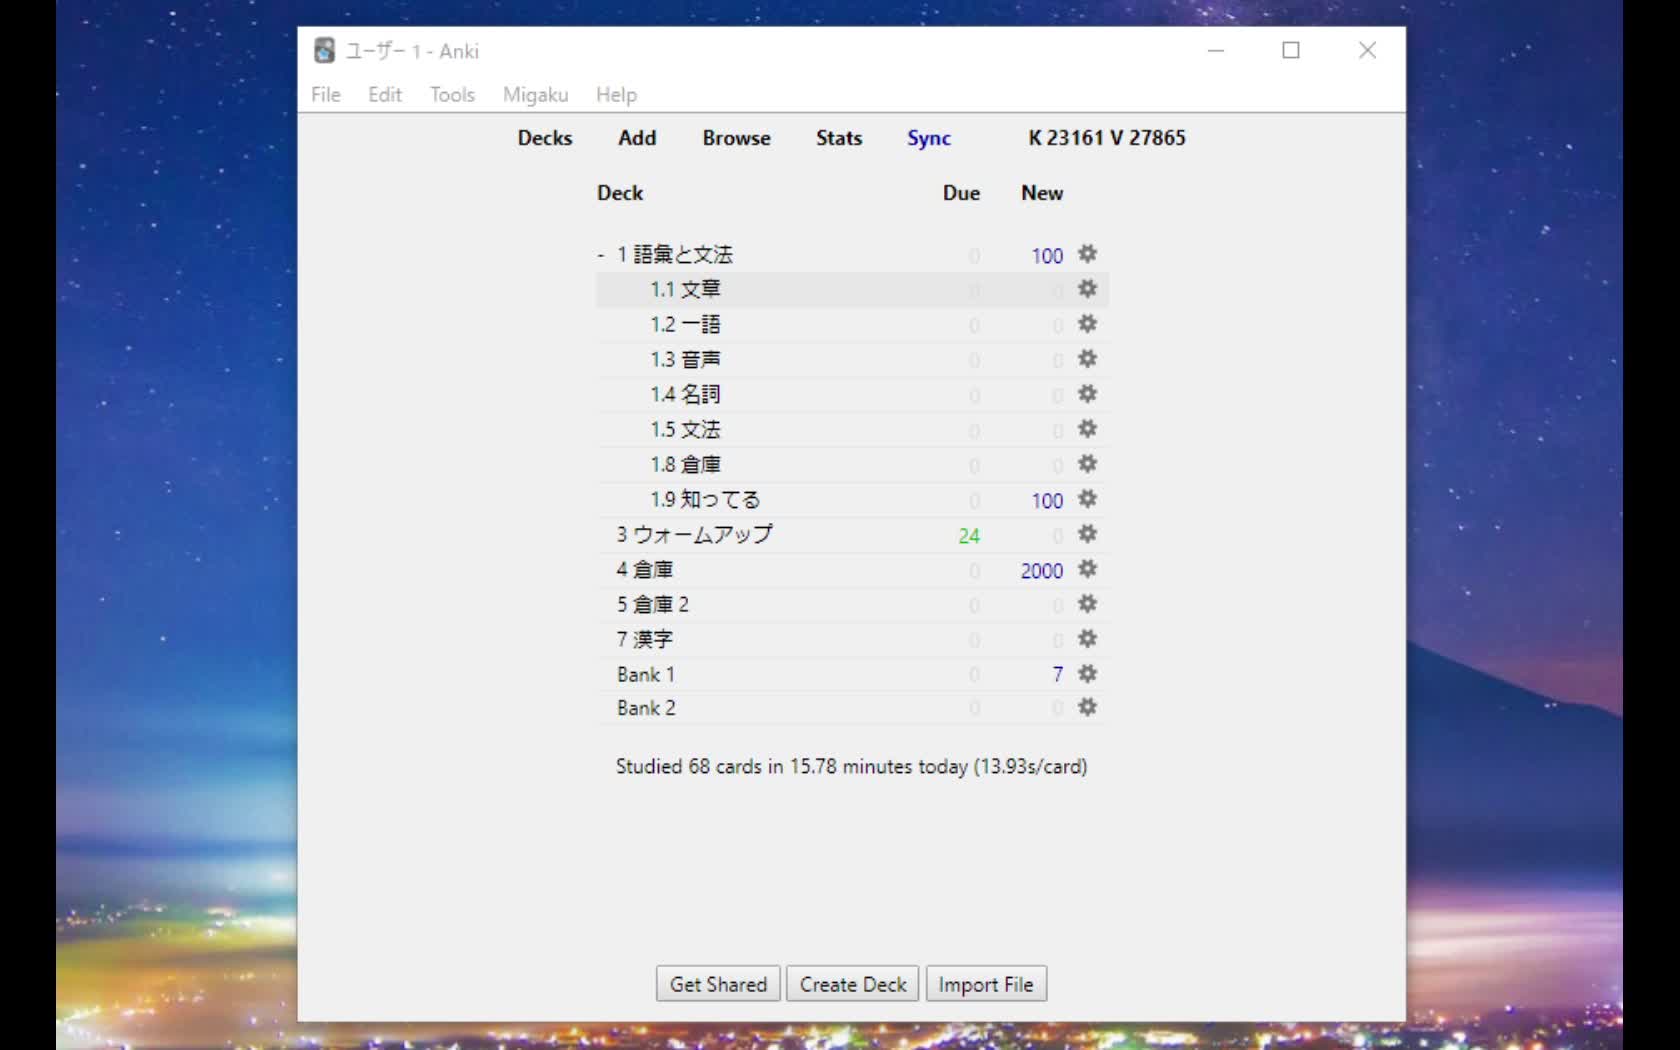 ユーザー 1 - Anki
File Edit Tools Migaku Help
Decks Add Browse Stats Sync K 23161 V 27865
Deck Due New
- 1 語彙と文法 0 100
1.1 文章 0 0
1.2 一語 0 0
1.3 音声 0 0
1.4 名詞 0 0
1.5 文法 0 0
1.8 倉庫 0 0
1.9 知ってる 0 100
3 ウォームアップ 24 0
4 倉庫 0 2000
5 倉庫 2 0 0
7 漢字 0 0
Bank 1 0 7
Bank 2 0 0
Studied 68 cards in 15.78 minutes today (13.93s/card)
Get Shared Create Deck Import File